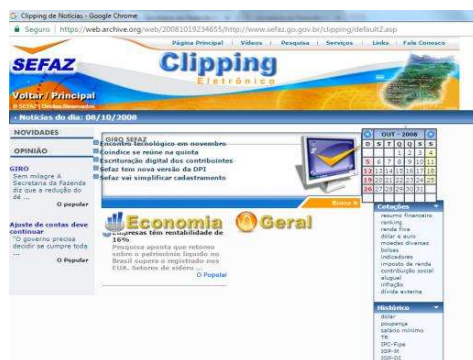 Clipping de Notícias - Google Chrome
Seguro | https://web.archive.org/web/20081019234655/http://www.sefaz.go.gov.br/clipping/default2.asp
Página Principal | Vídeos | Pesquisa | Serviços | Links | Fale Conosco
SEFAZ
Clipping
Eletrônico
Voltar / Principal
Notícias do dia: 08/10/2008
NOVIDADES
OPINIÃO
GIRO
Sem milagre A
Secretaria da Fazenda
diz que a redução do
dé ...
O popular
Ajuste de contas deve
continuar
"O governo precisa
decidir se cumpre toda
...
O Popular
GIRO SEFAZ
Encontro tecnológico em novembro
Coindice se reúne na quinta
Escrituração digital dos contribuintes
Sefaz tem nova versão da DPI
Sefaz vai simplificar cadastramento
Economia
Geral
Empresas têm rentabilidade de
16%
Pesquisa aponta que retorno
sobre o patrimônio líquido no
Brasil supera o registrado nos
EUA. Setores de sideru ...
O Popular
OUT - 2008
D S T Q Q S S
1 2 3 4
5 6 7 8 9 10 11
12 13 14 15 16 17 18
19 20 21 22 23 24 25
26 27 28 29 30 31
Cotações
resumo financeiro
ranking
renda fixa
dólar e euro
moedas diversas
bolsas
indicadores
imposto de renda
contribuição social
aluguel
inflação
dívida externa
Histórico
dólar
poupança
salário mínimo
TR
IPC-Fipe
IGP-M
IGP-DI